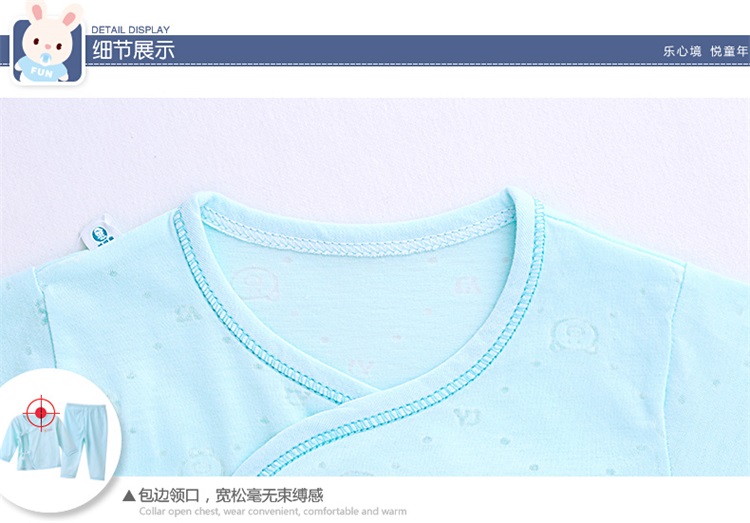 DETAIL DISPLAY
细节展示
FUN
乐心境 悦童年
▲包边领口，宽松毫无束缚感
Collar open chest, wear convenient, comfortable and warm